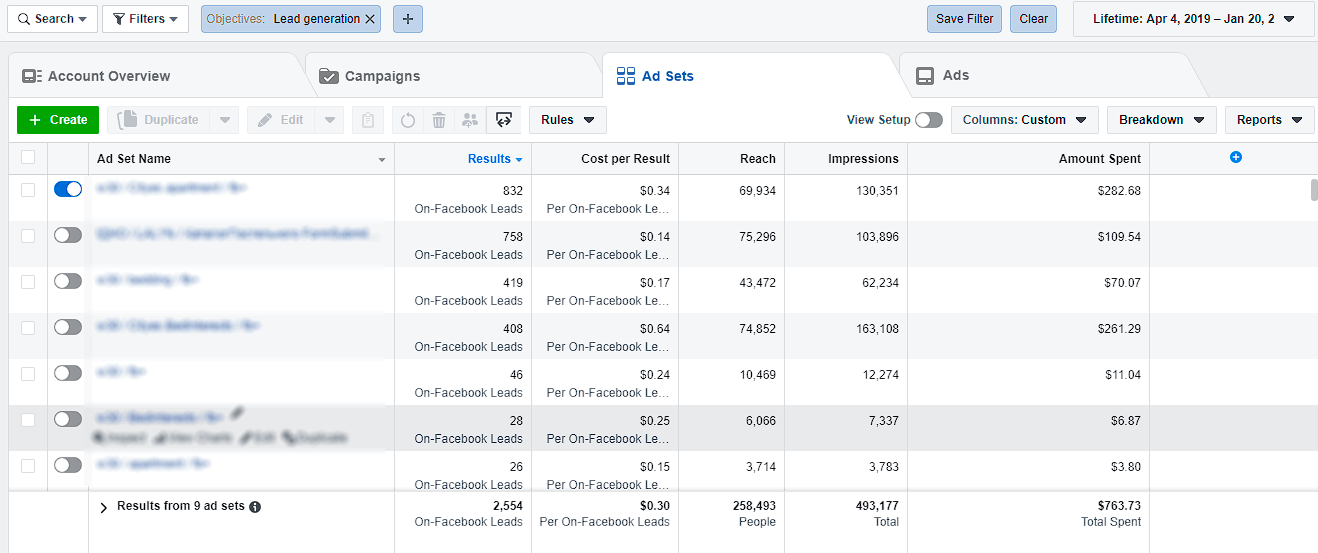 Search
Filters
Objectives: Lead generation
Save Filter
Clear
Lifetime: Apr 4, 2019 – Jan 20, 2
Account Overview
Campaigns
Ad Sets
Ads
+ Create
Duplicate
Edit
Rules
View Setup
Columns: Custom
Breakdown
Reports
Ad Set Name
Results
Cost per Result
Reach
Impressions
Amount Spent
832 $0.34 69,934 130,351 $282.68
On-Facebook Leads Per On-Facebook Le...
758 $0.14 75,296 103,896 $109.54
On-Facebook Leads Per On-Facebook Le...
419 $0.17 43,472 62,234 $70.07
On-Facebook Leads Per On-Facebook Le...
408 $0.64 74,852 163,108 $261.29
On-Facebook Leads Per On-Facebook Le...
46 $0.24 10,469 12,274 $11.04
On-Facebook Leads Per On-Facebook Le...
28 $0.25 6,066 7,337 $6.87
On-Facebook Leads Per On-Facebook Le...
26 $0.15 3,714 3,783 $3.80
On-Facebook Leads Per On-Facebook Le...
Results from 9 ad sets 2,554 $0.30 258,493 493,177 $763.73
On-Facebook Leads Per On-Facebook Leads People Total Total Spent